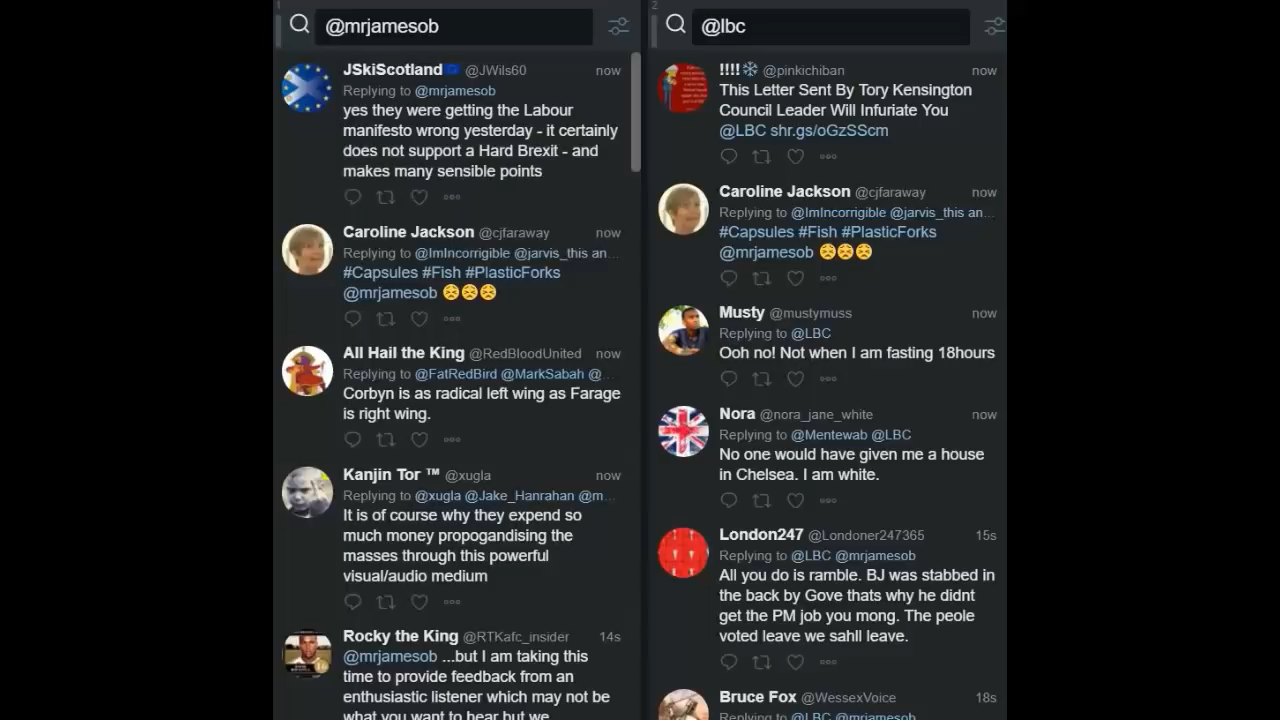 1
@mrjamesob
JSkiScotland @JWils60 now
Replying to @mrjamesob
yes they were getting the Labour
manifesto wrong yesterday - it certainly
does not support a Hard Brexit - and
makes many sensible points
Caroline Jackson @cjfaraway now
Replying to @ImIncorrigible @jarvis_this an...
#Capsules #Fish #PlasticForks
@mrjamesob 😣😣😣
All Hail the King @RedBloodUnited now
Replying to @FatRedBird @MarkSabah @...
Corbyn is as radical left wing as Farage
is right wing.
Kanjin Tor ™ @xugla now
Replying to @xugla @Jake_Hanrahan @m...
It is of course why they expend so
much money propogandising the
masses through this powerful
visual/audio medium
Rocky the King @RTKafc_insider 14s
@mrjamesob ...but I am taking this
time to provide feedback from an
enthusiastic listener which may not be
what you want to hear but we
2
@lbc
!!!!❄ @pinkichiban now
This Letter Sent By Tory Kensington
Council Leader Will Infuriate You
@LBC shr.gs/oGzSScm
Caroline Jackson @cjfaraway now
Replying to @ImIncorrigible @jarvis_this an...
#Capsules #Fish #PlasticForks
@mrjamesob 😣😣😣
Musty @mustymuss now
Replying to @LBC
Ooh no! Not when I am fasting 18hours
Nora @nora_jane_white now
Replying to @Mentewab @LBC
No one would have given me a house
in Chelsea. I am white.
London247 @Londoner247365 15s
Replying to @LBC @mrjamesob
All you do is ramble. BJ was stabbed in
the back by Gove thats why he didnt
get the PM job you mong. The peole
voted leave we sahll leave.
Bruce Fox @WessexVoice 18s
Replying to @LBC @mrjamesob